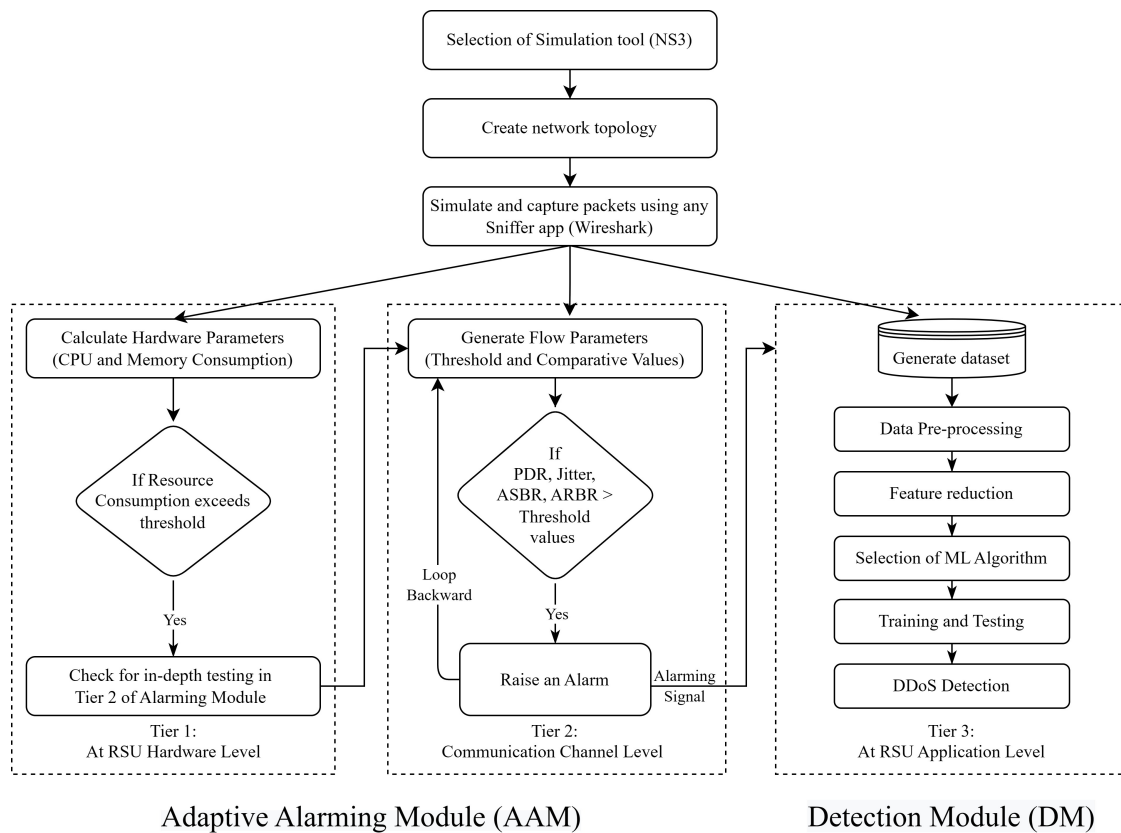 Selection of Simulation tool (NS3)
Create network topology
Simulate and capture packets using any
Sniffer app (Wireshark)
Calculate Hardware Parameters
(CPU and Memory Consumption)
If Resource
Consumption exceeds
threshold
Yes
Check for in-depth testing in
Tier 2 of Alarming Module
Tier 1:
At RSU Hardware Level
Generate Flow Parameters
(Threshold and Comparative Values)
If
PDR, Jitter,
ASBR, ARBR >
Threshold
values
Loop
Backward
Yes
Raise an Alarm
Alarming
Signal
Tier 2:
Communication Channel Level
Generate dataset
Data Pre-processing
Feature reduction
Selection of ML Algorithm
Training and Testing
DDoS Detection
Tier 3:
At RSU Application Level
Adaptive Alarming Module (AAM)
Detection Module (DM)